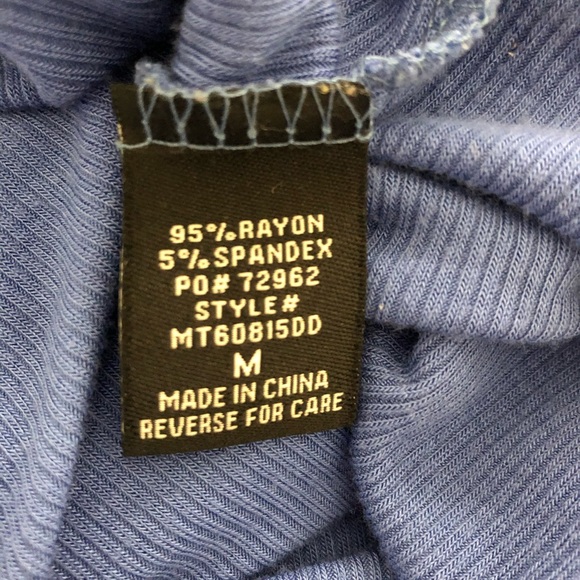 95% RAYON
5% SPANDEX
PO# 72962
STYLE#
MT60815DD
M
MADE IN CHINA
REVERSE FOR CARE